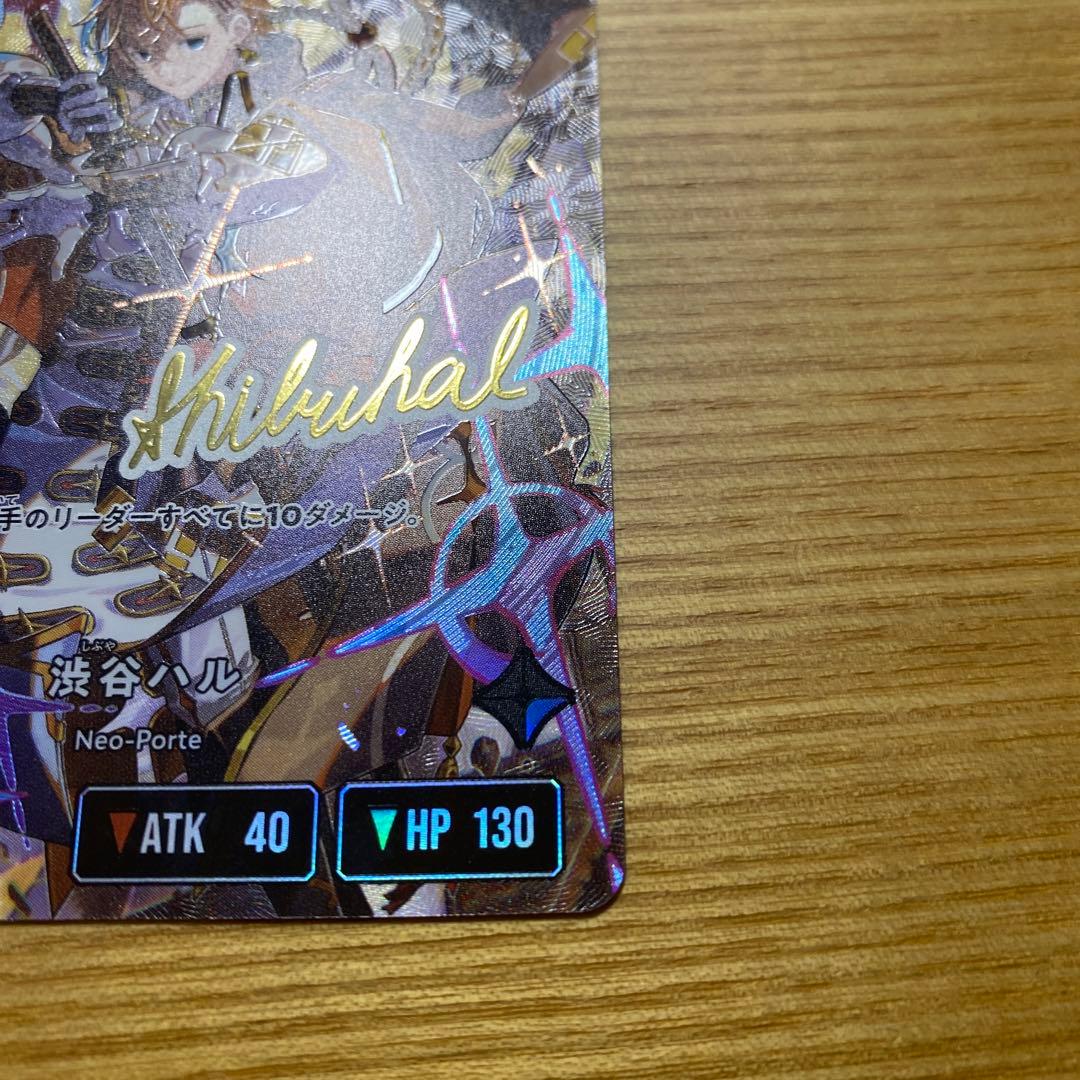 Shibuhal
手のリーダーすべてに10ダメージ。
しぶや
渋谷ハル
Neo-Porte
ATK 40
HP 130